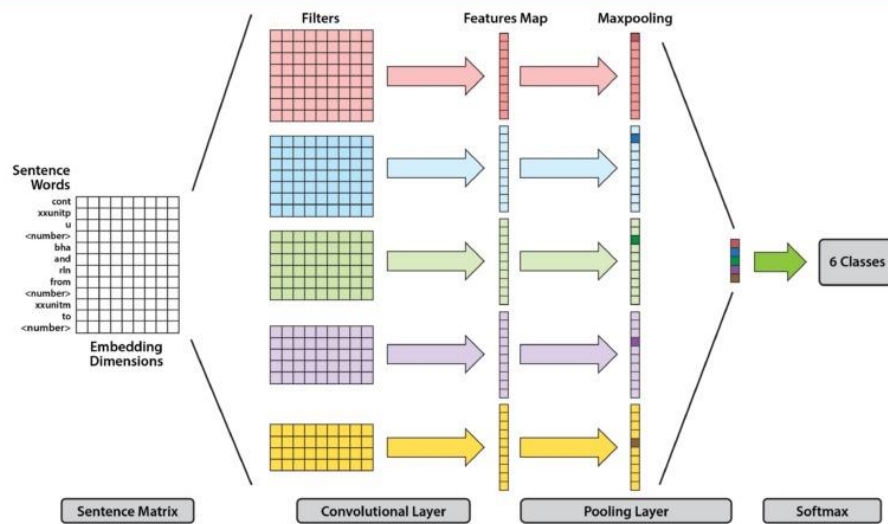 Filters
Features Map
Maxpooling
Sentence
Words
cont
xxunitp
u
<number>
bha
and
rln
from
<number>
xxunitm
to
<number>
Embedding
Dimensions
6 Classes
Sentence Matrix
Convolutional Layer
Pooling Layer
Softmax